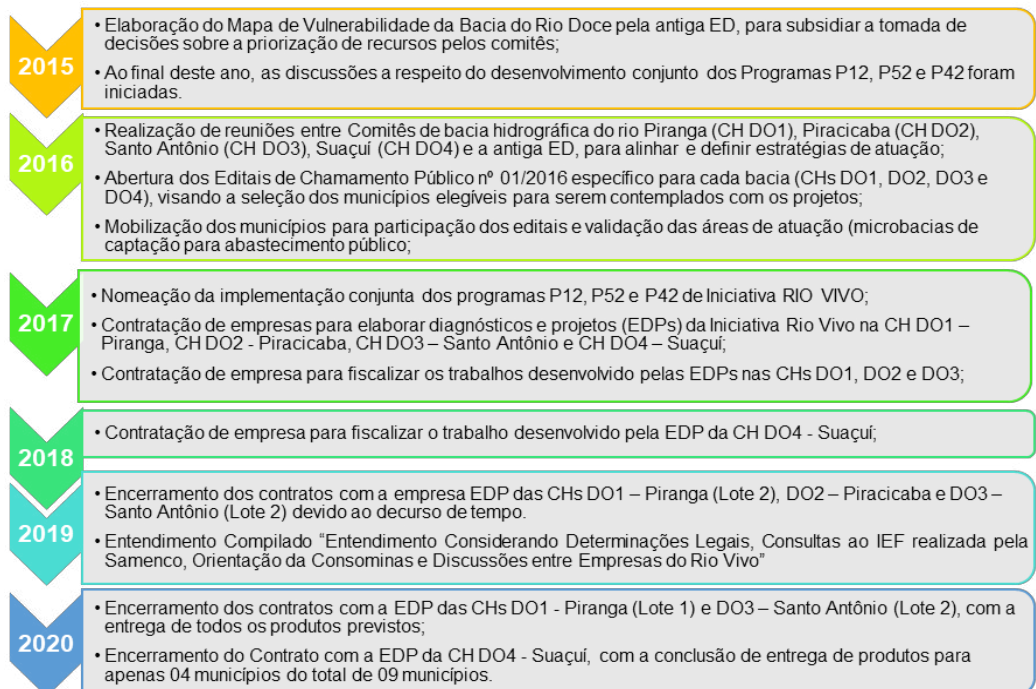 • Elaboração do Mapa de Vulnerabilidade da Bacia do Rio Doce pela antiga ED, para subsidiar a tomada de
decisões sobre a priorização de recursos pelos comitês;
2015
• Ao final deste ano, as discussões a respeito do desenvolvimento conjunto dos Programas P12, P52 e P42 foram
iniciadas.
• Realização de reuniões entre Comitês de bacia hidrográfica do rio Piranga (CH DO1), Piracicaba (CH DO2),
Santo Antônio (CH DO3), Suaçuí (CH DO4) e a antiga ED, para alinhar e definir estratégias de atuação;
2016
• Abertura dos Editais de Chamamento Público nº 01/2016 específico para cada bacia (CHs DO1, DO2, DO3 e
DO4), visando a seleção dos municípios elegíveis para serem contemplados com os projetos;
• Mobilização dos municípios para participação dos editais e validação das áreas de atuação (microbacias de
captação para abastecimento público;
• Nomeação da implementação conjunta dos programas P12, P52 e P42 de Iniciativa RIO VIVO;
2017
• Contratação de empresas para elaborar diagnósticos e projetos (EDPs) da Iniciativa Rio Vivo na CH DO1 –
Piranga, CH DO2 - Piracicaba, CH DO3 – Santo Antônio e CH DO4 – Suaçuí;
• Contratação de empresa para fiscalizar os trabalhos desenvolvido pelas EDPs nas CHs DO1, DO2 e DO3;
• Contratação de empresa para fiscalizar o trabalho desenvolvido pela EDP da CH DO4 - Suaçuí;
2018
• Encerramento dos contratos com a empresa EDP das CHs DO1 – Piranga (Lote 2), DO2 – Piracicaba e DO3 –
Santo Antônio (Lote 2) devido ao decurso de tempo.
2019
• Entendimento Compilado “Entendimento Considerando Determinações Legais, Consultas ao IEF realizada pela
Samenco, Orientação da Consominas e Discussões entre Empresas do Rio Vivo”
• Encerramento dos contratos com a EDP das CHs DO1 - Piranga (Lote 1) e DO3 – Santo Antônio (Lote 2), com a
entrega de todos os produtos previstos;
2020
• Encerramento do Contrato com a EDP da CH DO4 - Suaçuí, com a conclusão de entrega de produtos para
apenas 04 municípios do total de 09 municípios.